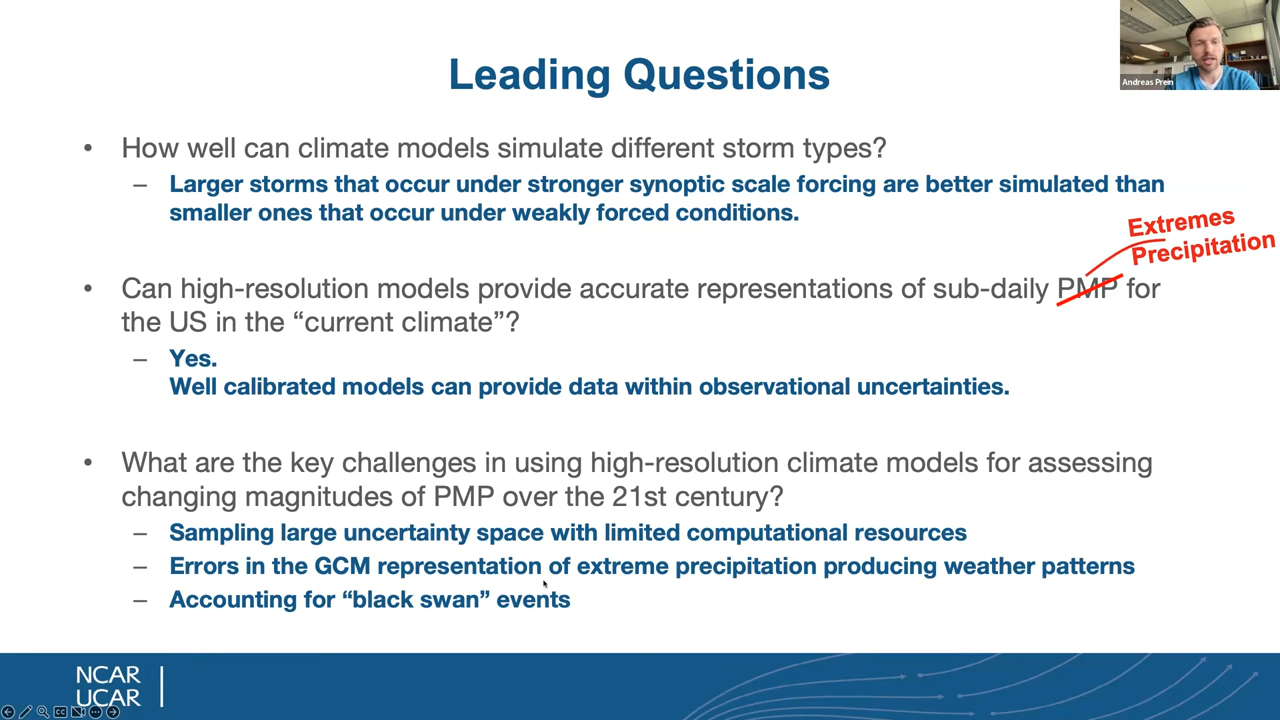 Leading Questions
Andreas Prein
• How well can climate models simulate different storm types?
– Larger storms that occur under stronger synoptic scale forcing are better simulated than
smaller ones that occur under weakly forced conditions.
Extremes
Precipitation
• Can high-resolution models provide accurate representations of sub-daily PMP for
the US in the “current climate”?
– Yes.
Well calibrated models can provide data within observational uncertainties.
• What are the key challenges in using high-resolution climate models for assessing
changing magnitudes of PMP over the 21st century?
– Sampling large uncertainty space with limited computational resources
– Errors in the GCM representation of extreme precipitation producing weather patterns
– Accounting for “black swan” events
NCAR
UCAR